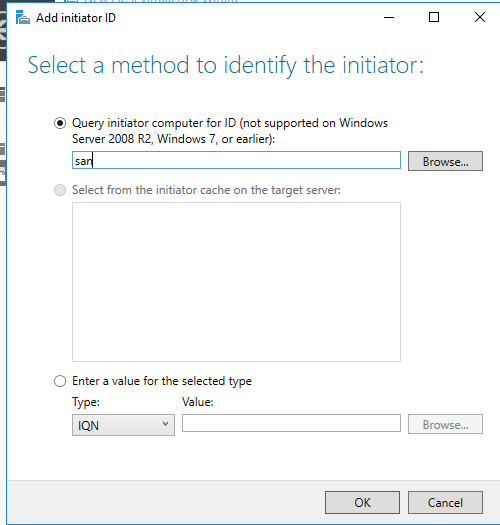 Add initiator ID
Select a method to identify the initiator:
Query initiator computer for ID (not supported on Windows
Server 2008 R2, Windows 7, or earlier):
san
Browse...
Select from the initiator cache on the target server:
Enter a value for the selected type
Type:
Value:
IQN
Browse...
OK
Cancel